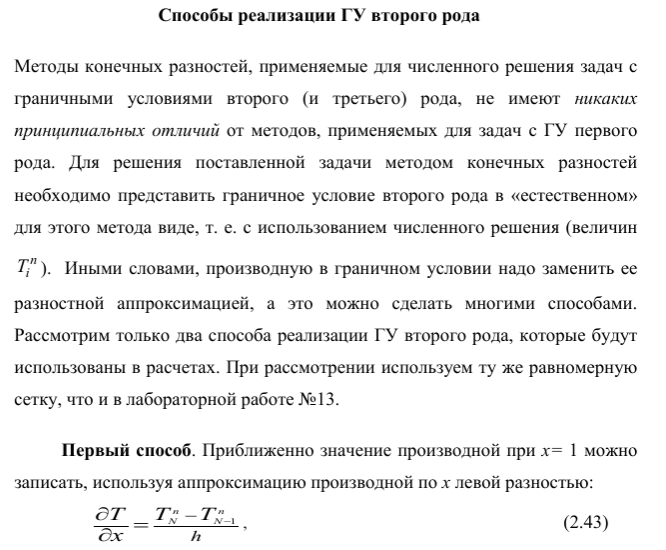 Способы реализации ГУ второго рода
Методы конечных разностей, применяемые для численного решения задач с
граничными условиями второго (и третьего) рода, не имеют никаких
принципиальных отличий от методов, применяемых для задач с ГУ первого
рода. Для решения поставленной задачи методом конечных разностей
необходимо представить граничное условие второго рода в «естественном»
для этого метода виде, т. е. с использованием численного решения (величин
T_i^n ). Иными словами, производную в граничном условии надо заменить ее
разностной аппроксимацией, а это можно сделать многими способами.
Рассмотрим только два способа реализации ГУ второго рода, которые будут
использованы в расчетах. При рассмотрении используем ту же равномерную
сетку, что и в лабораторной работе №13.
Первый способ. Приближенно значение производной при x= 1 можно
записать, используя аппроксимацию производной по x левой разностью:
∂T/∂x = (T_N^n − T_{N−1}^n)/h , (2.43)